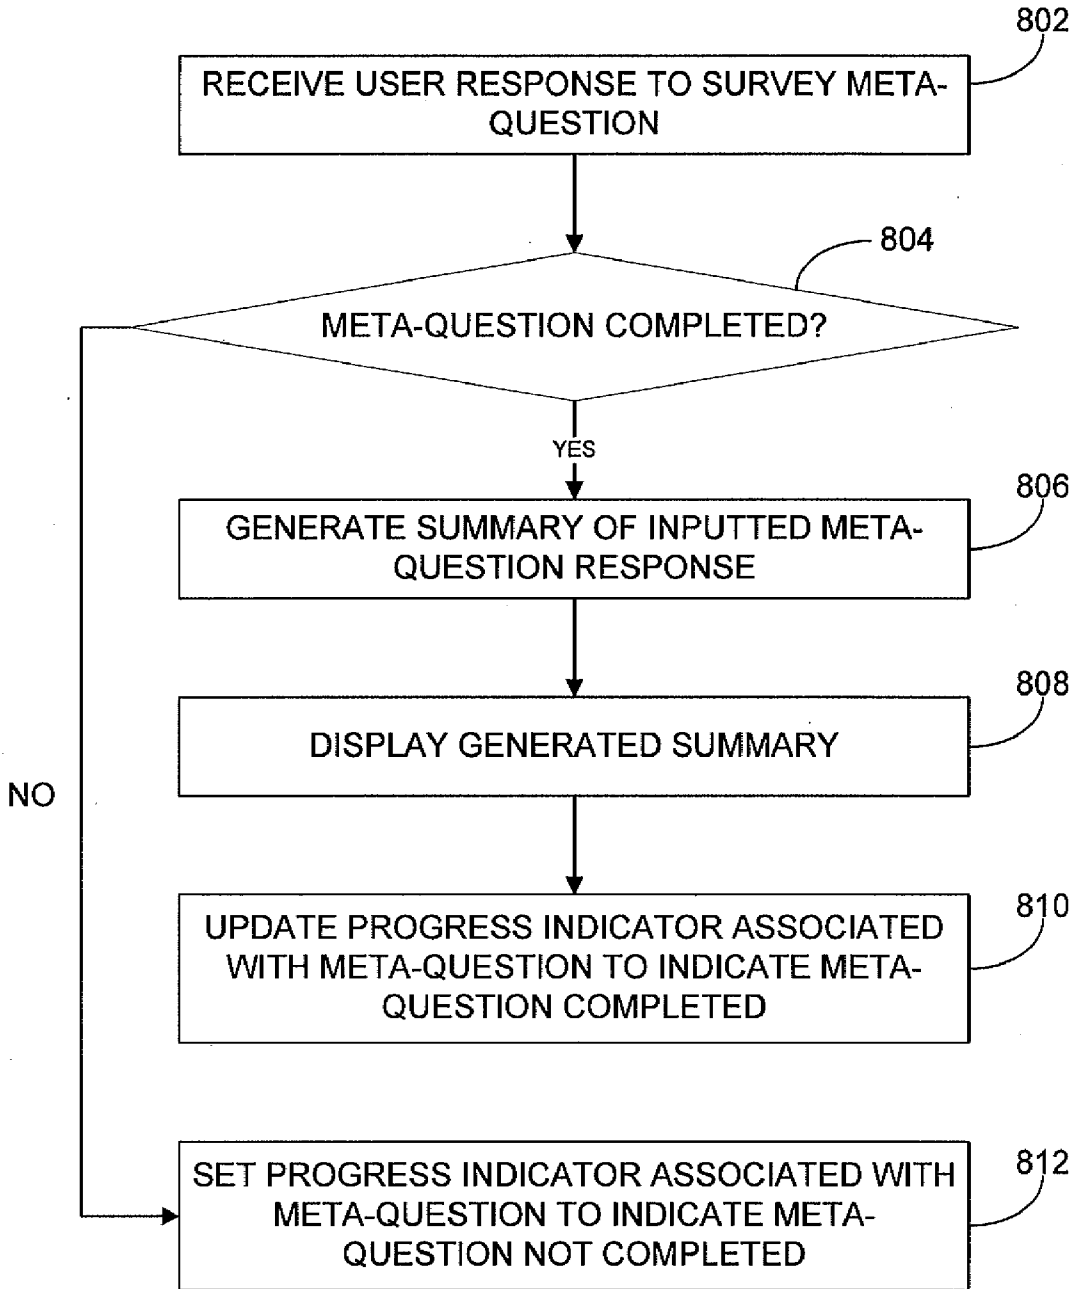 802
RECEIVE USER RESPONSE TO SURVEY META-
QUESTION
804
META-QUESTION COMPLETED?
YES
806
GENERATE SUMMARY OF INPUTTED META-
QUESTION RESPONSE
808
DISPLAY GENERATED SUMMARY
NO
810
UPDATE PROGRESS INDICATOR ASSOCIATED
WITH META-QUESTION TO INDICATE META-
QUESTION COMPLETED
812
SET PROGRESS INDICATOR ASSOCIATED WITH
META-QUESTION TO INDICATE META-
QUESTION NOT COMPLETED